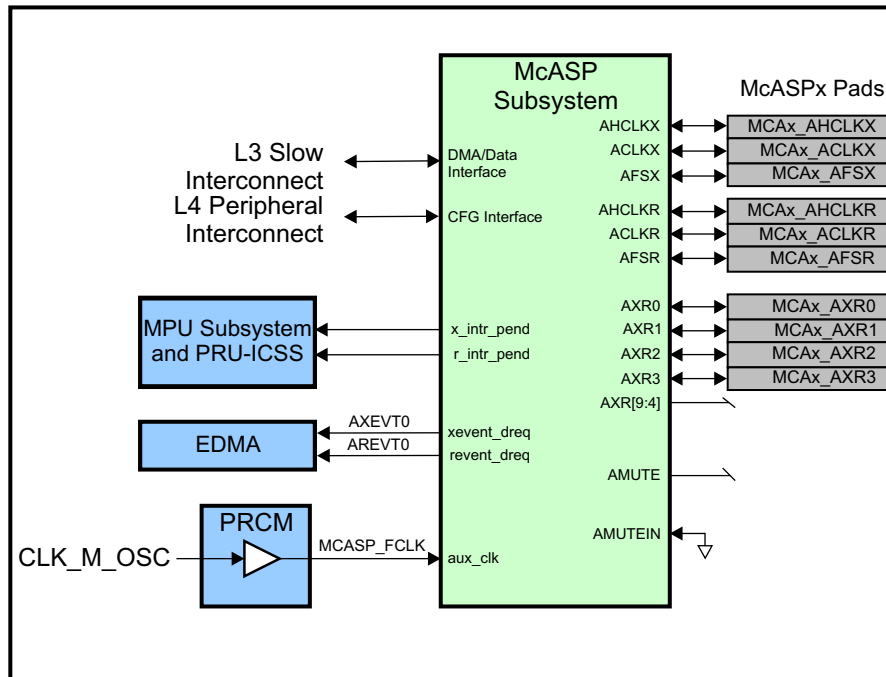 McASP
Subsystem
McASPx Pads
L3 Slow
Interconnect
L4 Peripheral
Interconnect
DMA/Data
Interface
CFG Interface
AHCLKX
ACLKX
AFSX
AHCLKR
ACLKR
AFSR
AXR0
AXR1
AXR2
AXR3
AXR[9:4]
AMUTE
AMUTEIN
MCAx_AHCLKX
MCAx_ACLKX
MCAx_AFSX
MCAx_AHCLKR
MCAx_ACLKR
MCAx_AFSR
MCAx_AXR0
MCAx_AXR1
MCAx_AXR2
MCAx_AXR3
MPU Subsystem
and PRU-ICSS
x_intr_pend
r_intr_pend
EDMA
AXEVT0
AREVT0
xevent_dreq
revent_dreq
PRCM
CLK_M_OSC
MCASP_FCLK
aux_clk